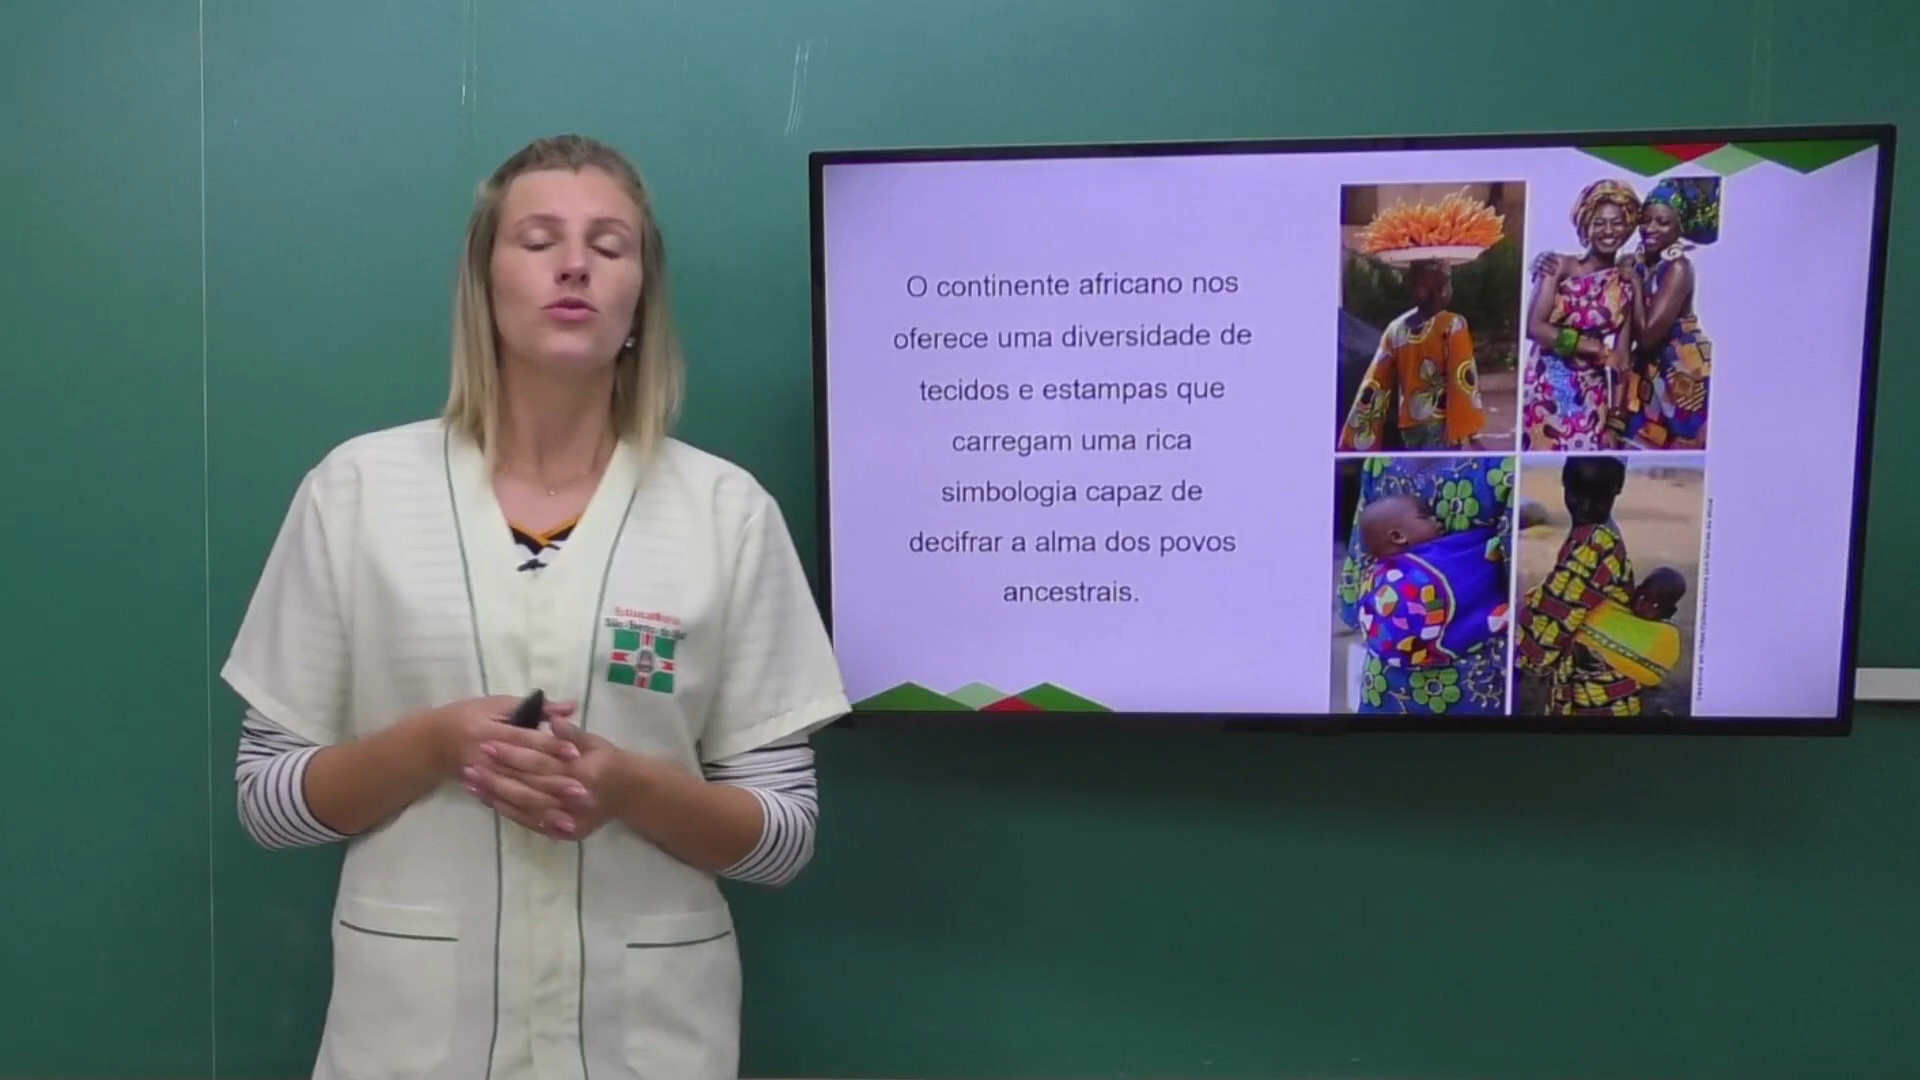 O continente africano nos
oferece uma diversidade de
tecidos e estampas que
carregam uma rica
simbologia capaz de
decifrar a alma dos povos
ancestrais.